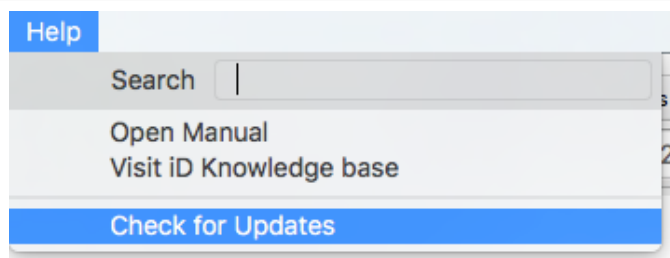 Help
Search
Open Manual
Visit iD Knowledge base
Check for Updates